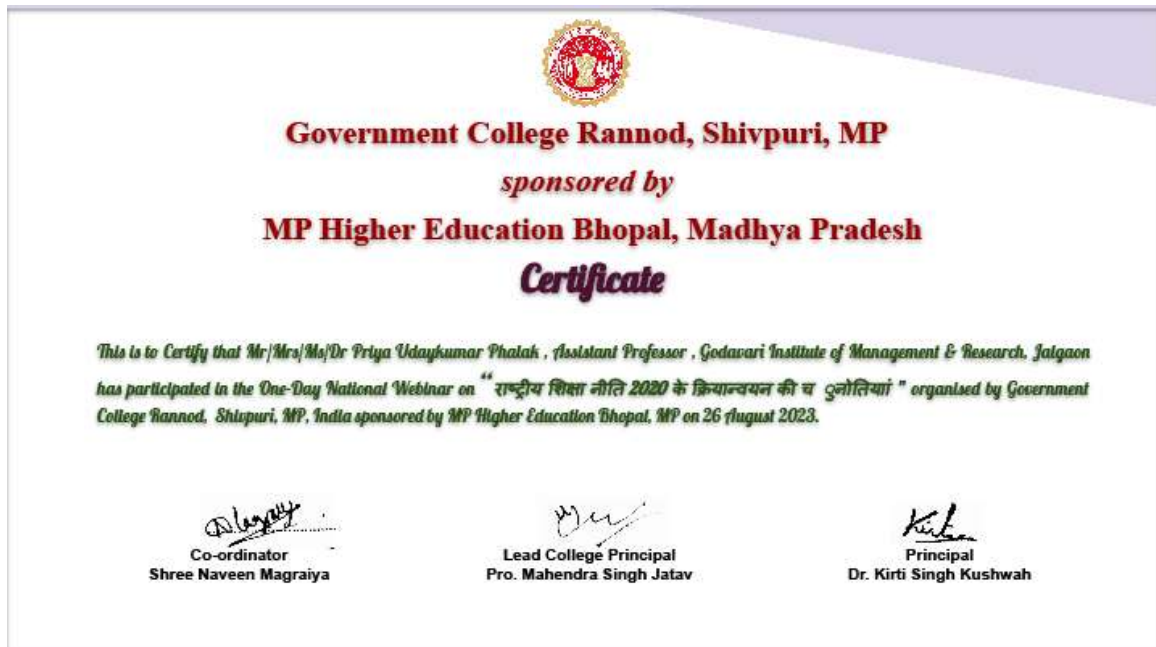 Government College Rannod, Shivpuri, MP
sponsored by
MP Higher Education Bhopal, Madhya Pradesh
Certificate
This is to Certify that Mr/Mrs/Ms/Dr Priya Udaykumar Phalak , Assistant Professor , Godavari Institute of Management & Research, Jalgaon
has participated in the One-Day National Webinar on “ राष्ट्रीय शिक्षा नीति 2020 के क्रियान्वयन की च ुनोतियां ” organised by Government
College Rannod, Shivpuri, MP, India sponsored by MP Higher Education Bhopal, MP on 26 August 2023.
Co-ordinator
Shree Naveen Magraiya
Lead College Principal
Pro. Mahendra Singh Jatav
Principal
Dr. Kirti Singh Kushwah